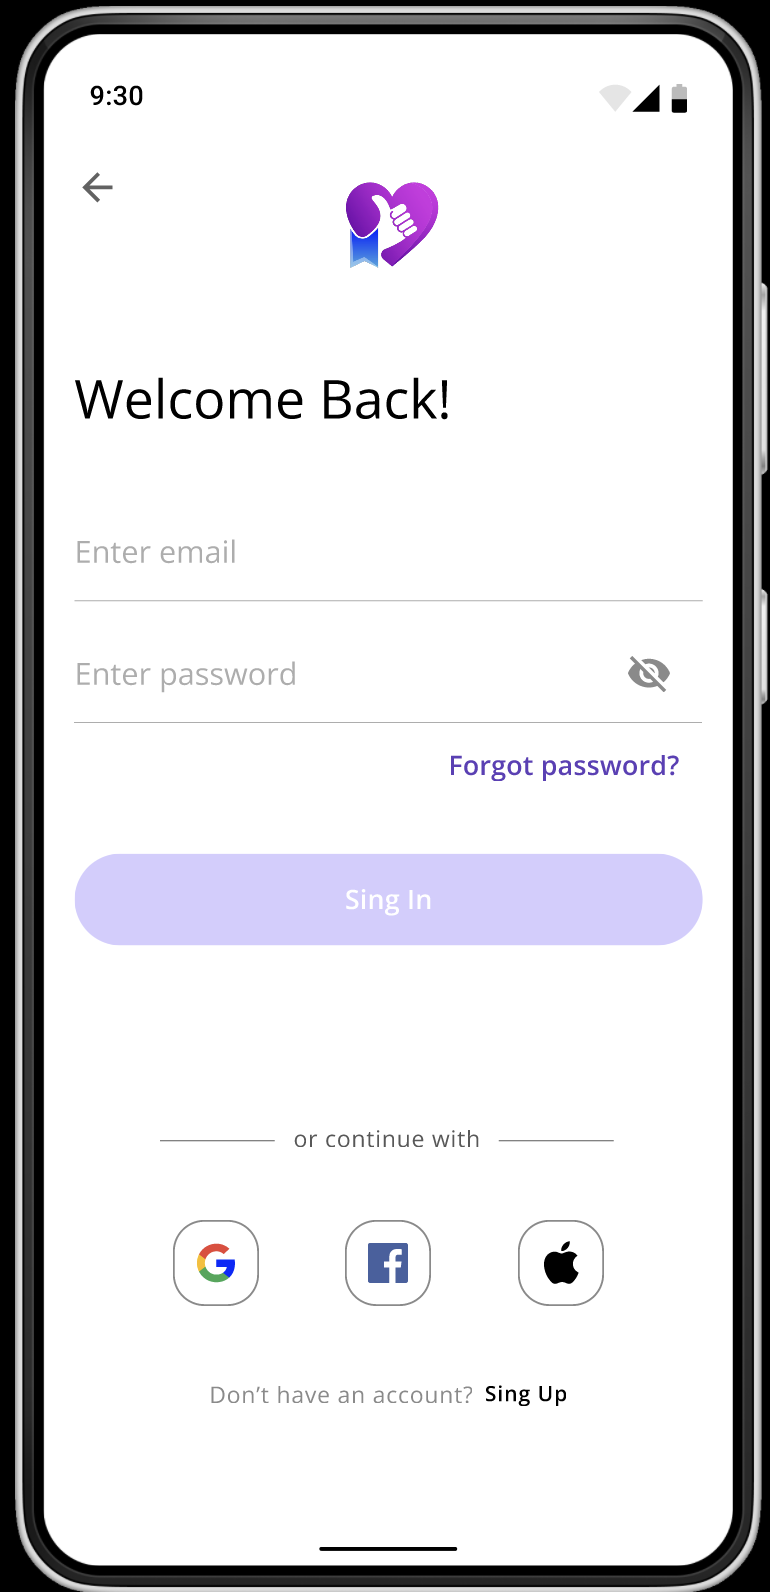 9:30
Welcome Back!
Enter email
Enter password
Forgot password?
Sing In
or continue with
Don’t have an account? Sing Up